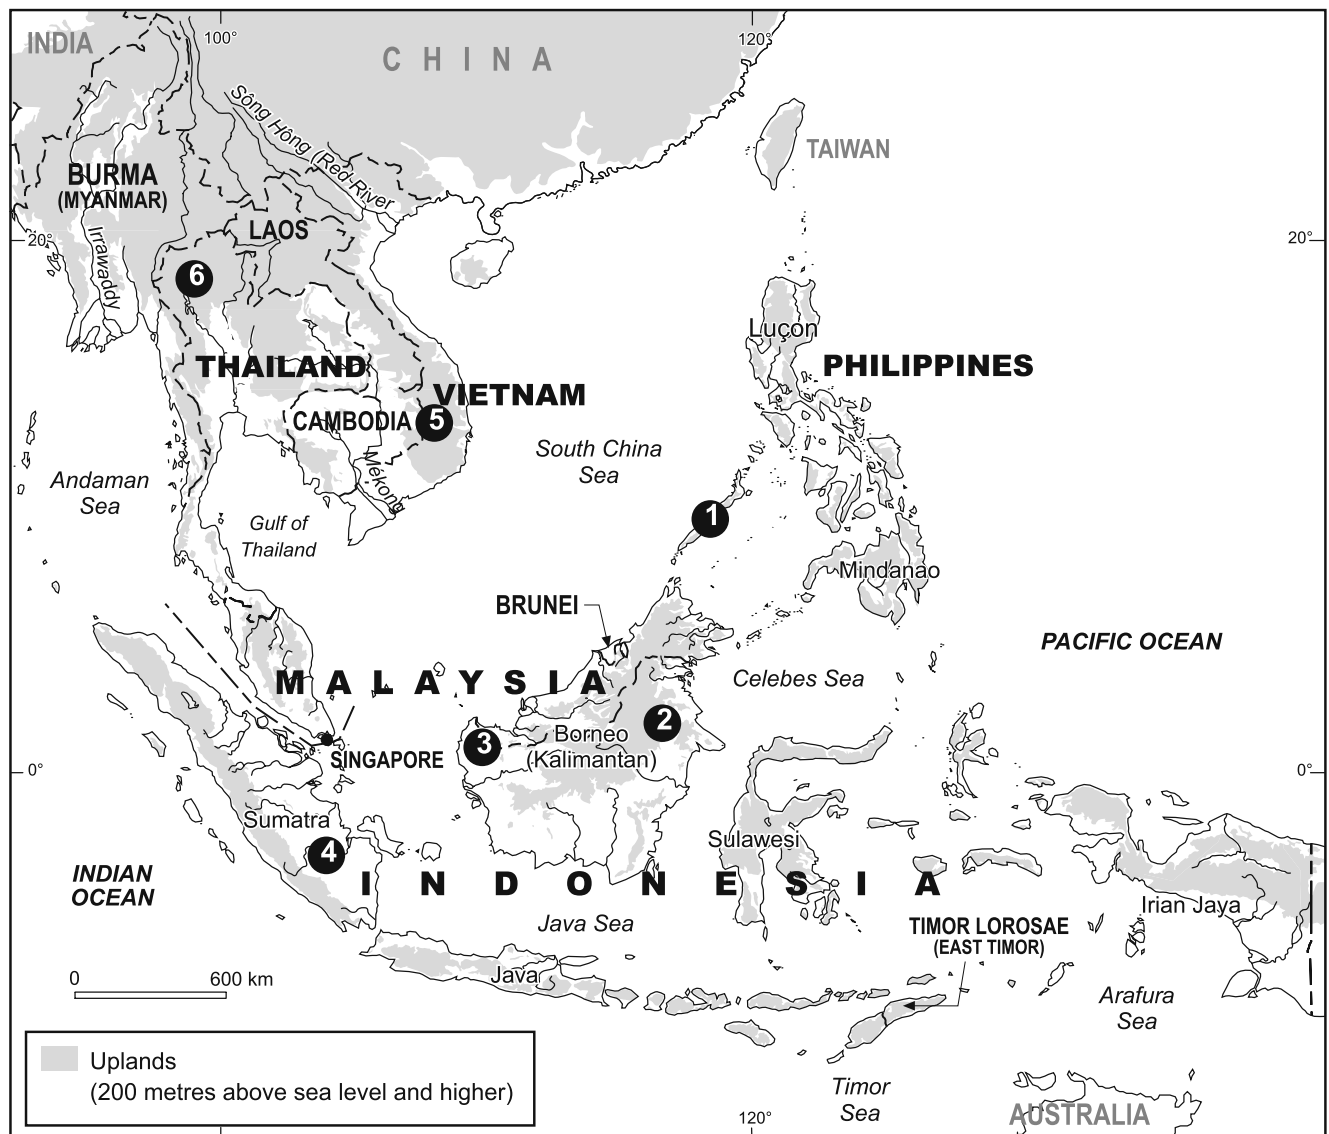 INDIA
100°
CHINA
120°
Sông Hông (Red River
TAIWAN
BURMA
(MYANMAR)
LAOS
20°
20°
Irrawaddy
6
Luçon
THAILAND
PHILIPPINES
VIETNAM
CAMBODIA
5
South China
Sea
Mékong
Andaman
Sea
1
Gulf of
Thailand
Mindanao
BRUNEI
PACIFIC OCEAN
MALAYSIA
Celebes Sea
2
3
Borneo
(Kalimantan)
SINGAPORE
0°
0°
Sumatra
Sulawesi
4
INDIAN
OCEAN
INDONESIA
Irian Jaya
Java Sea
TIMOR LOROSAE
(EAST TIMOR)
Java
0
600 km
Arafura
Sea
Uplands
(200 metres above sea level and higher)
Timor
Sea
120°
AUSTRALIA